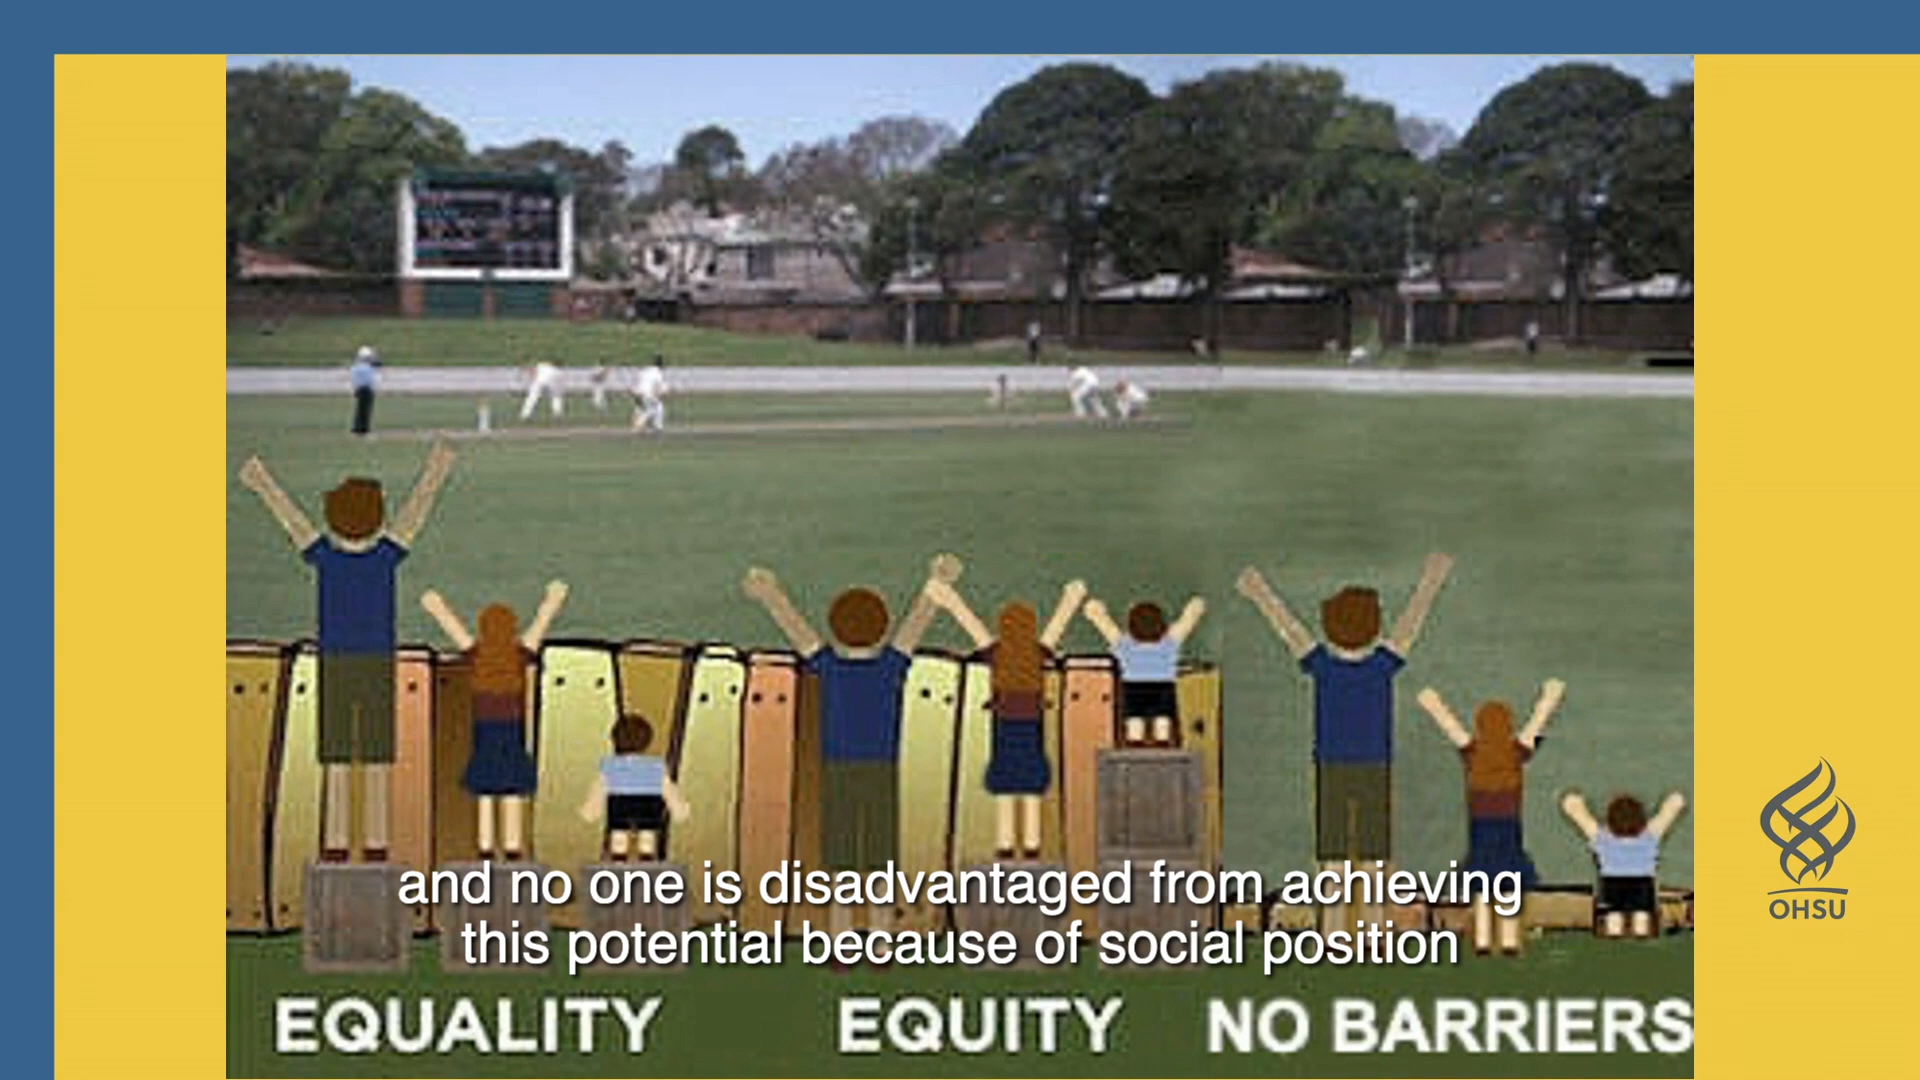 and no one is disadvantaged from achieving
this potential because of social position
OHSU
EQUALITY
EQUITY
NO BARRIERS